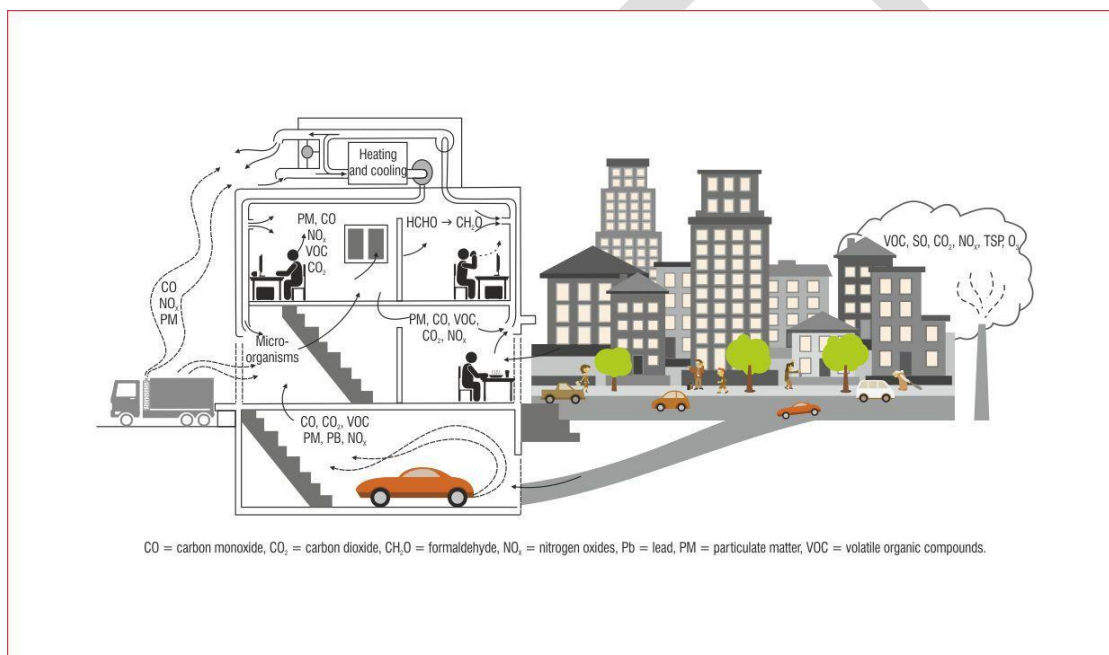 Heating
and cooling
PM, CO
NOₓ
VOC
CO₂
HCHO → CH₂O
VOC, SO, CO₂, NOₓ, TSP, O₃
CO
NOₓ
PM
Micro-
organisms
PM, CO, VOC,
CO₂, NOₓ
CO, CO₂, VOC
PM, PB, NOₓ
CO = carbon monoxide, CO₂ = carbon dioxide, CH₂O = formaldehyde, NOₓ = nitrogen oxides, Pb = lead, PM = particulate matter, VOC = volatile organic compounds.